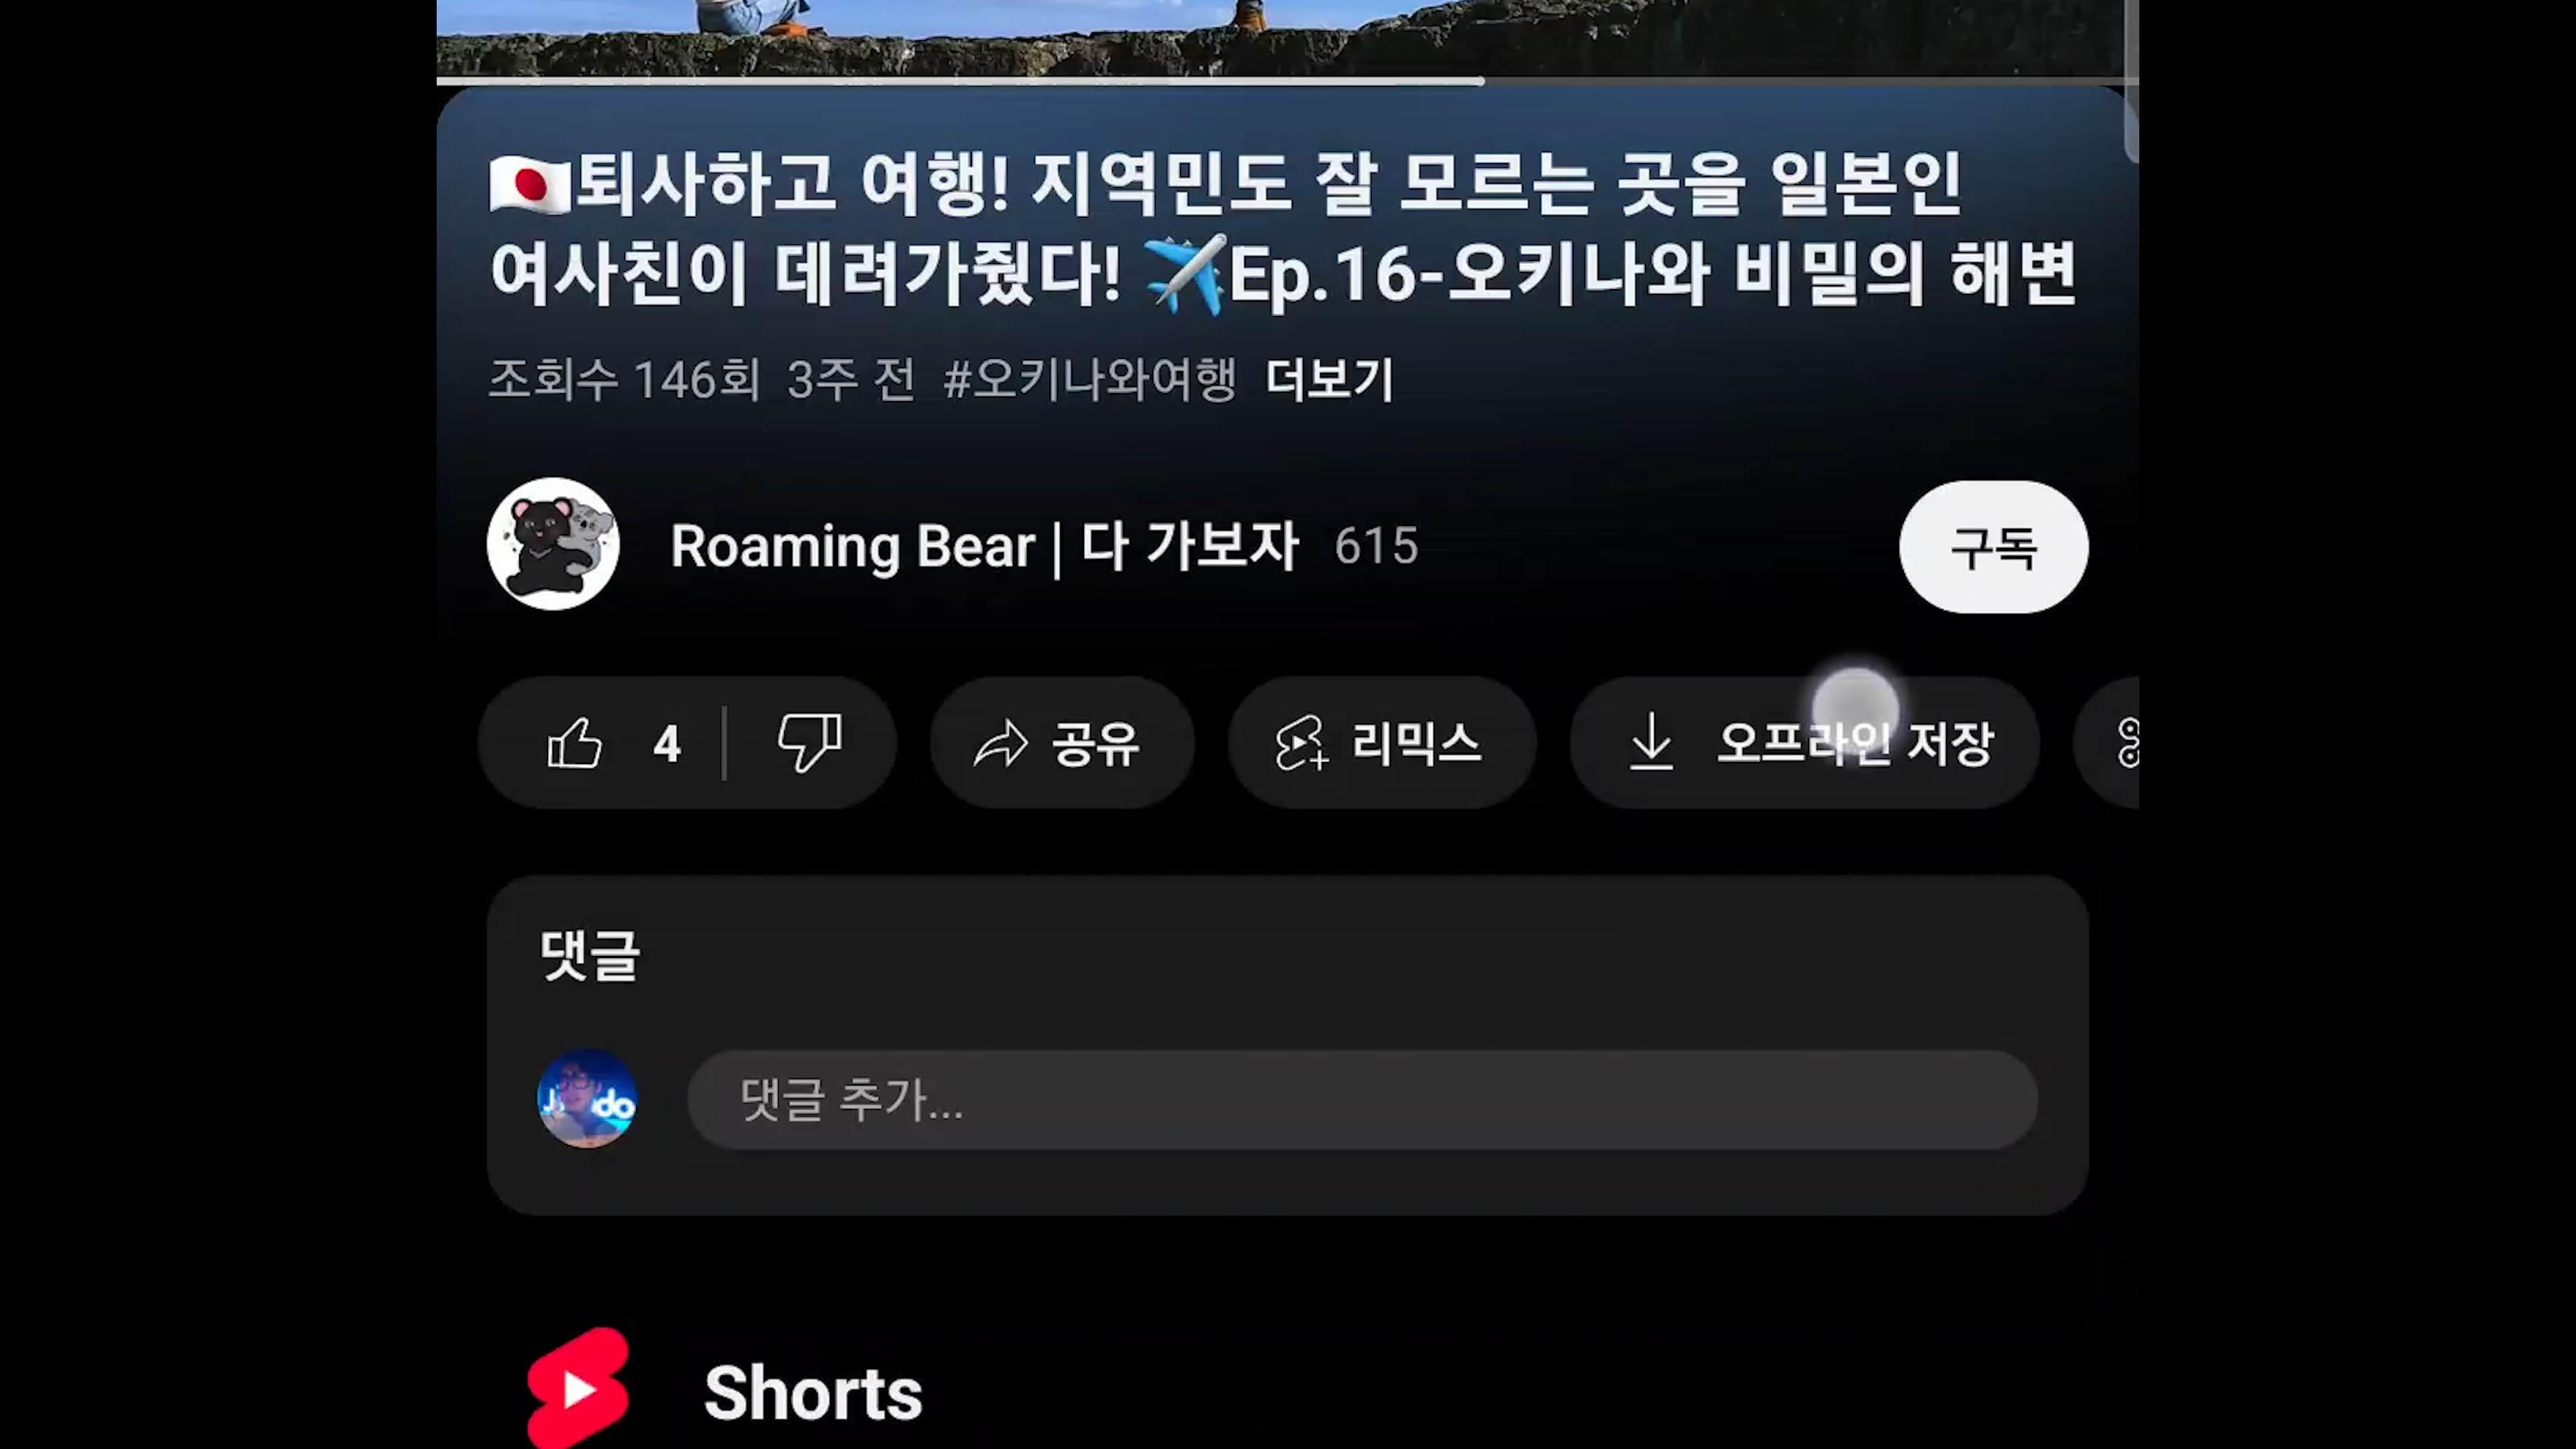 🇯🇵퇴사하고 여행! 지역민도 잘 모르는 곳을 일본인
여사친이 데려가줬다! ✈️Ep.16-오키나와 비밀의 해변
조회수 146회 3주 전 #오키나와여행 더보기
Roaming Bear | 다 가보자 615
구독
4
공유
리믹스
오프라인 저장
댓글
댓글 추가...
Shorts